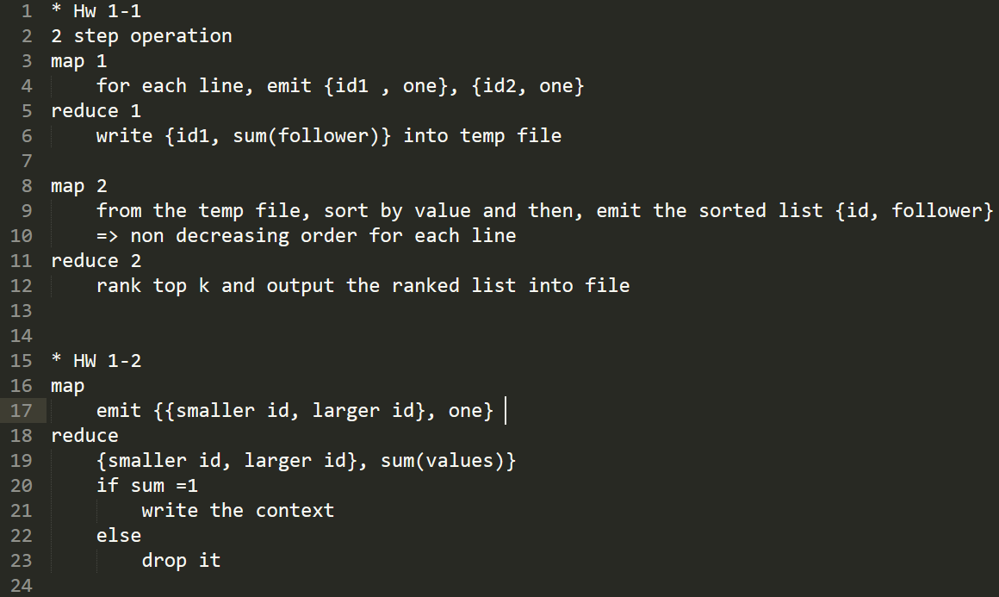 1 * Hw 1-1
2 2 step operation
3 map 1
4 for each line, emit {id1 , one}, {id2, one}
5 reduce 1
6 write {id1, sum(follower)} into temp file
7
8 map 2
9 from the temp file, sort by value and then, emit the sorted list {id, follower}
10 => non decreasing order for each line
11 reduce 2
12 rank top k and output the ranked list into file
13
14
15 * HW 1-2
16 map
17 emit {{smaller id, larger id}, one}
18 reduce
19 {smaller id, larger id}, sum(values)}
20 if sum =1
21 write the context
22 else
23 drop it
24